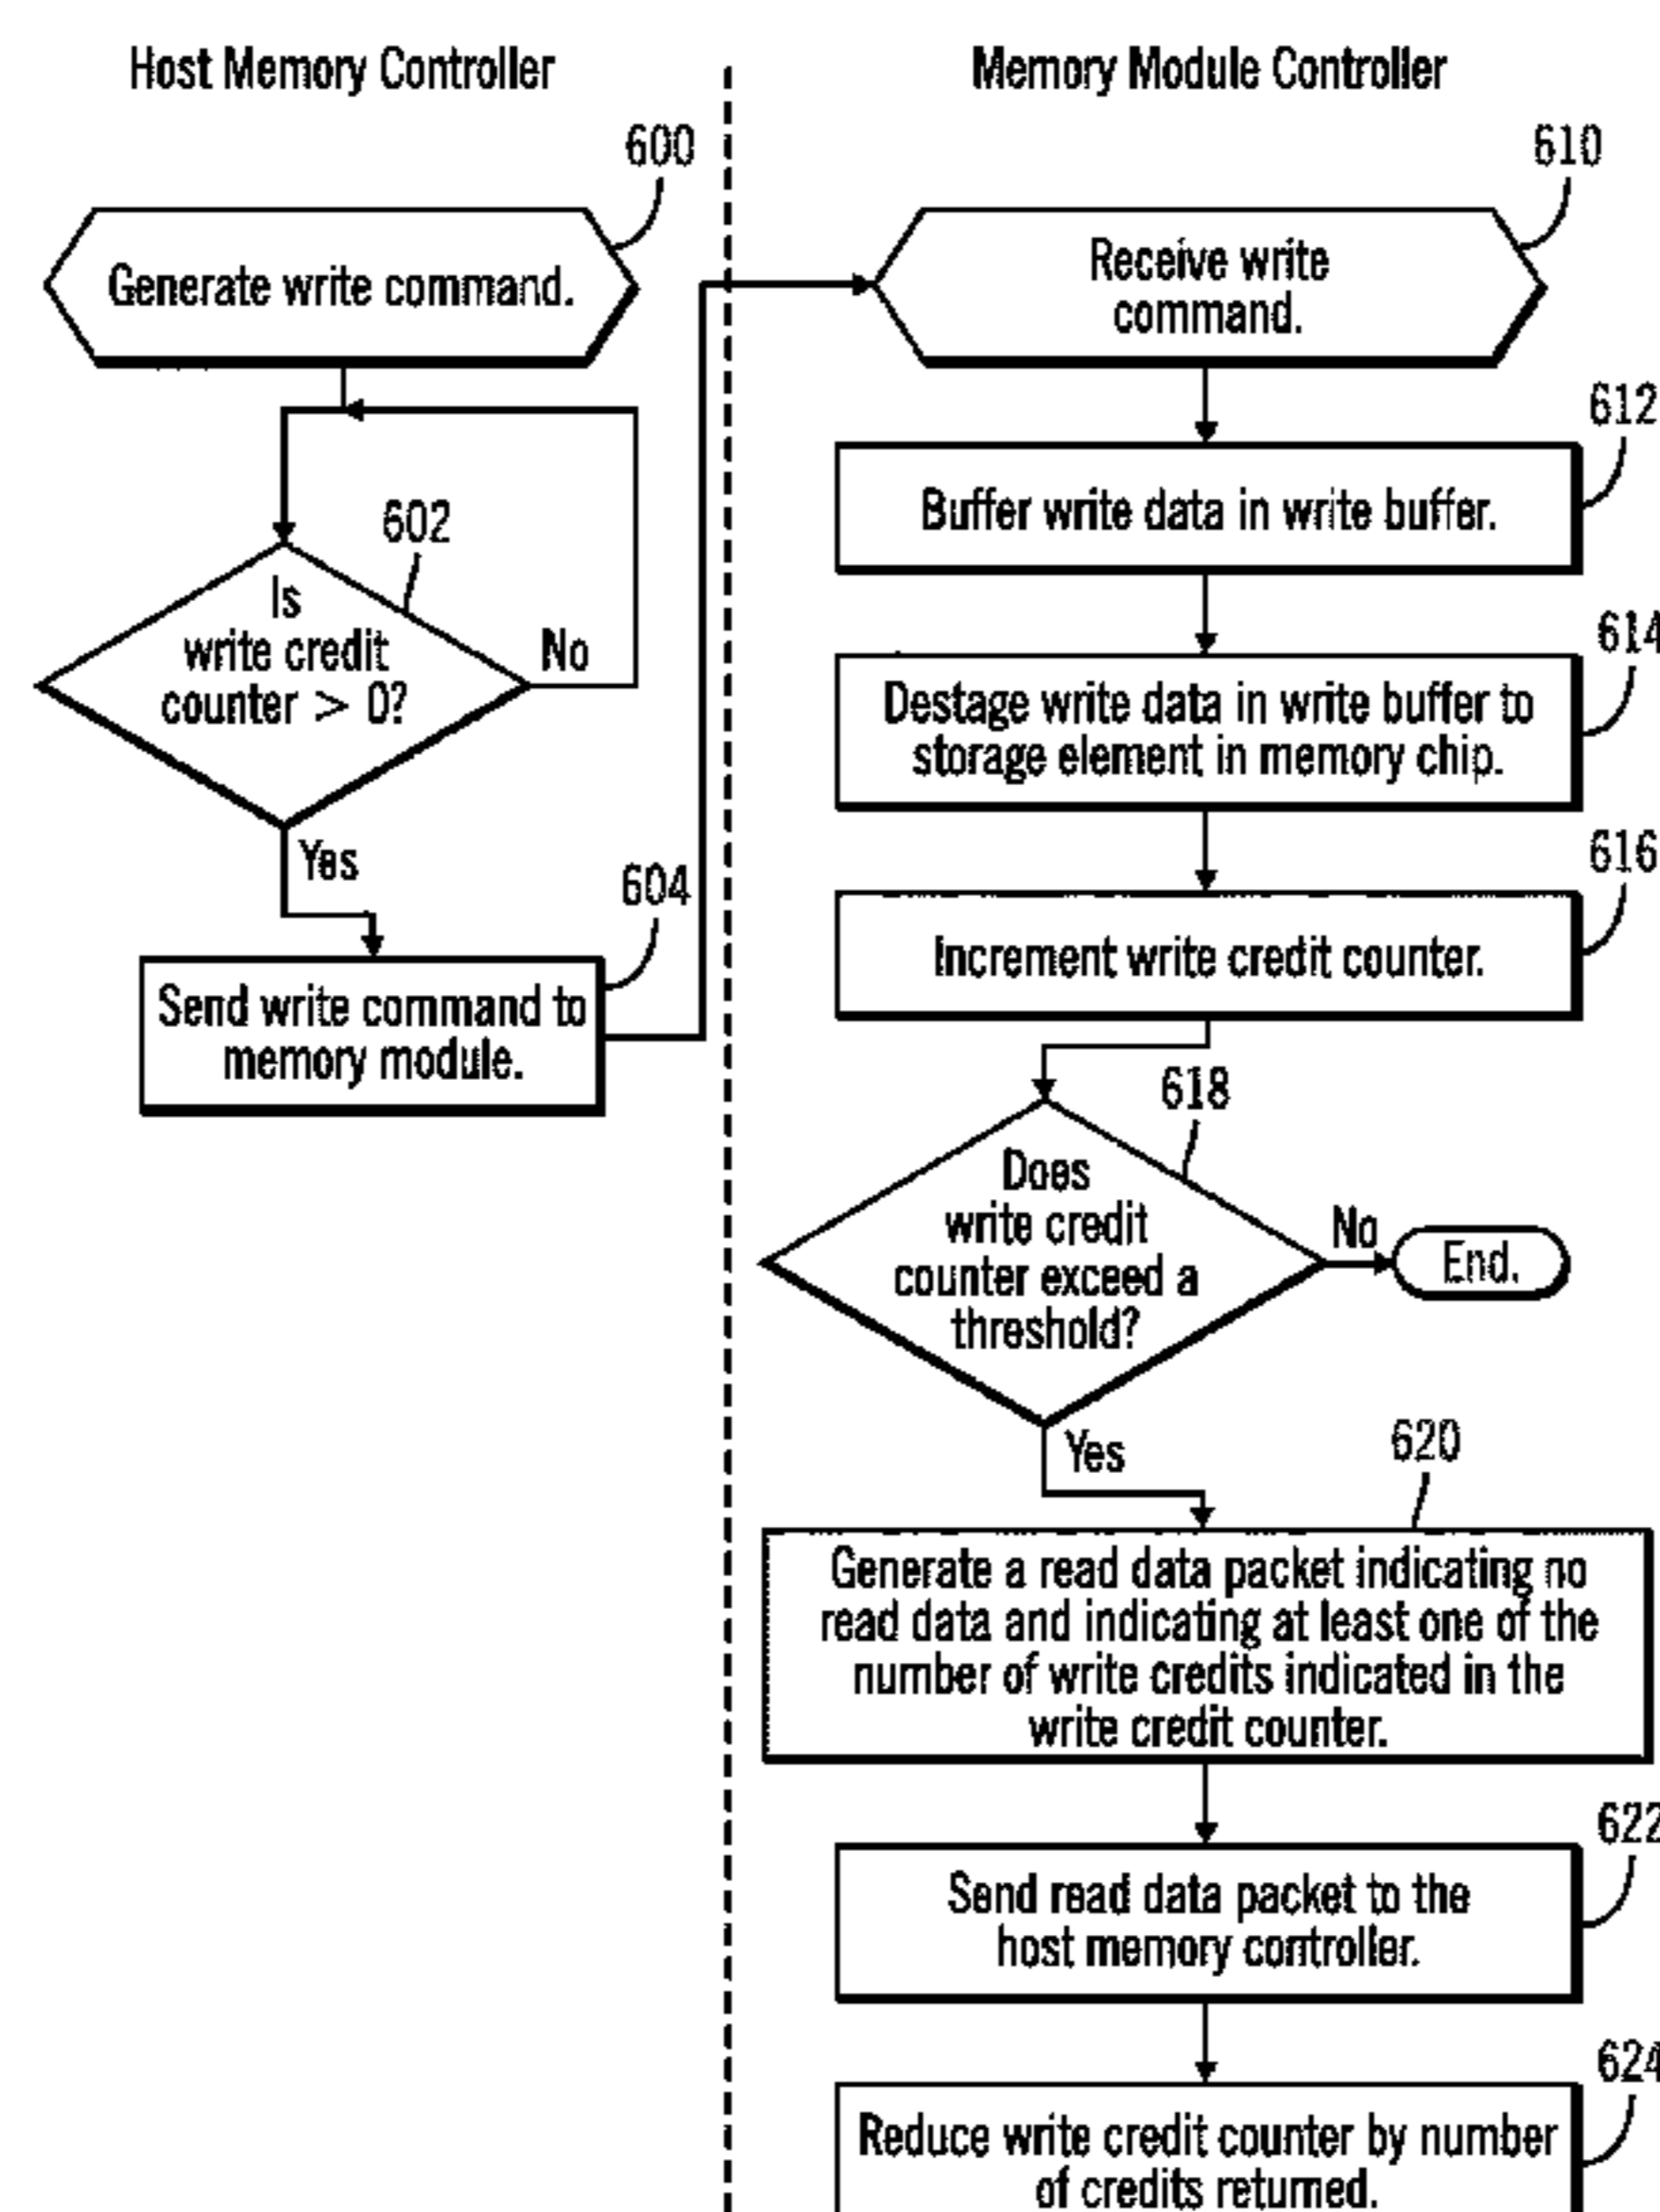 Host Memory Controller
600
Generate write command.
602
Is
write credit
counter > 0?
No
Yes
604
Send write command to
memory module.
Memory Module Controller
610
Receive write
command.
612
Buffer write data in write buffer.
614
Destage write data in write buffer to
storage element in memory chip.
616
Increment write credit counter.
618
Does
write credit
counter exceed a
threshold?
No
End.
Yes
620
Generate a read data packet indicating no
read data and indicating at least one of the
number of write credits indicated in the
write credit counter.
622
Send read data packet to the
host memory controller.
624
Reduce write credit counter by number
of credits returned.